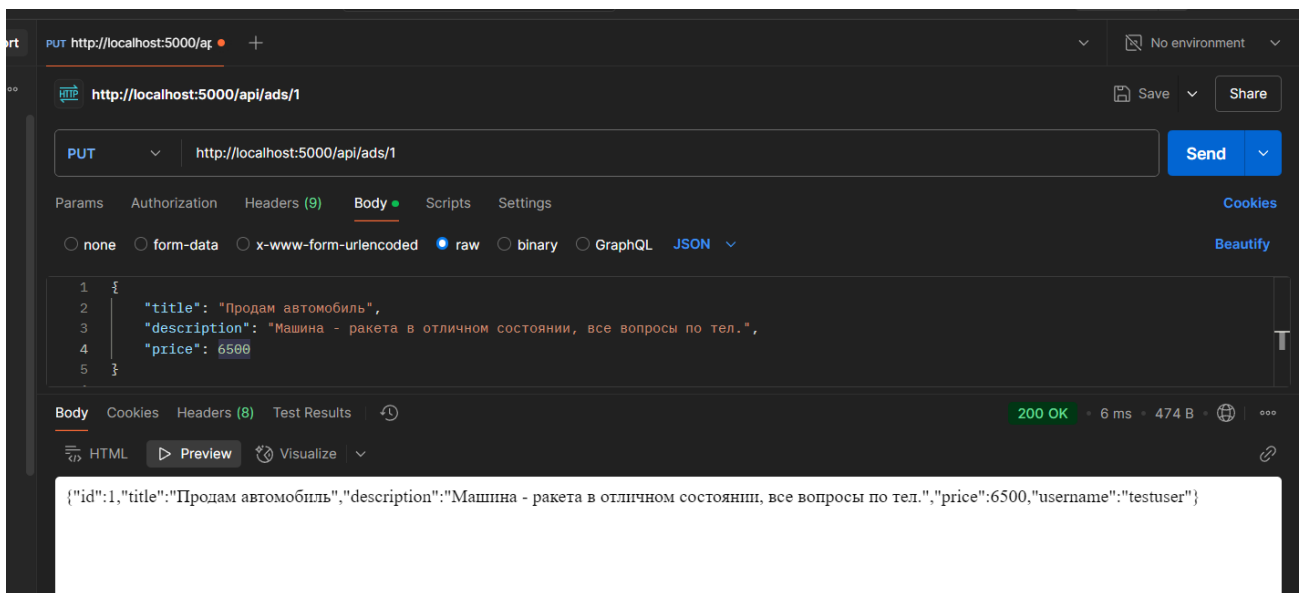 ort
PUT http://localhost:5000/ap
No environment
HTTP http://localhost:5000/api/ads/1
Save
Share
PUT http://localhost:5000/api/ads/1
Send
Params Authorization Headers (9) Body Scripts Settings
Cookies
none form-data x-www-form-urlencoded raw binary GraphQL JSON
Beautify
1 {
2 "title": "Продам автомобиль",
3 "description": "Машина - ракета в отличном состоянии, все вопросы по тел.",
4 "price": 6500
5 }
Body Cookies Headers (8) Test Results
200 OK • 6 ms • 474 B
HTML Preview Visualize
{"id":1,"title":"Продам автомобиль","description":"Машина - ракета в отличном состоянии, все вопросы по тел.","price":6500,"username":"testuser"}